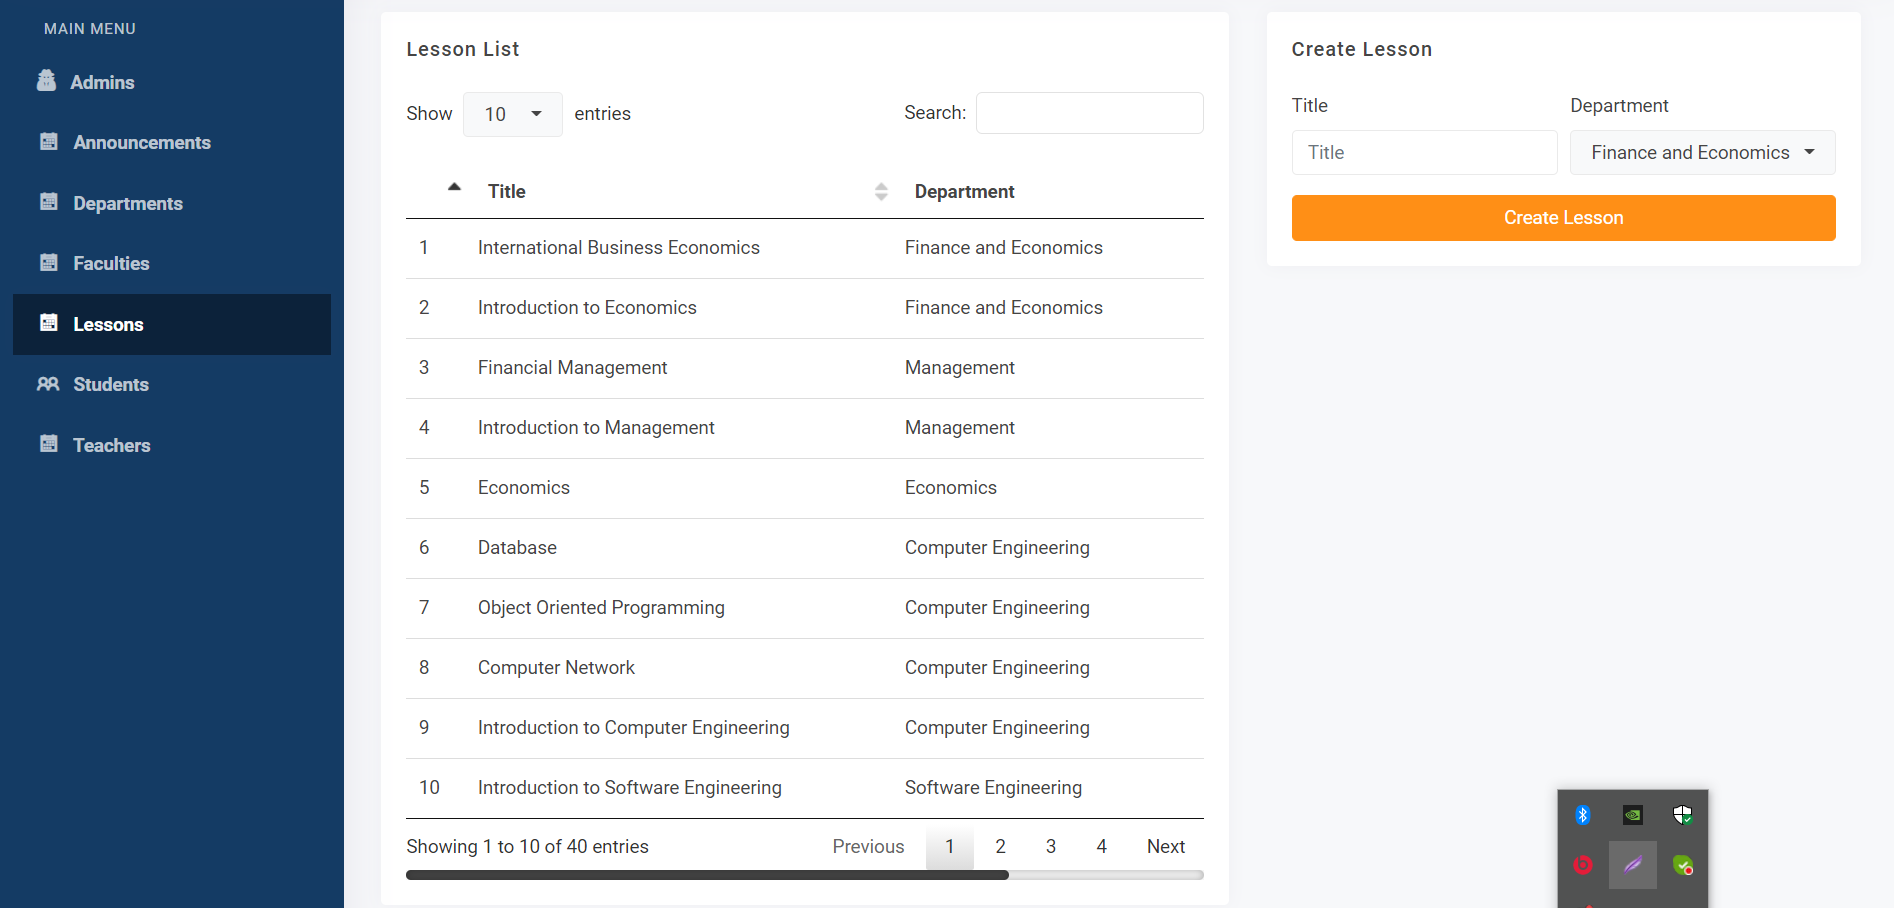 MAIN MENU
Admins
Announcements
Departments
Faculties
Lessons
Students
Teachers
Lesson List
Show 10 entries Search:
Title Department
1 International Business Economics Finance and Economics
2 Introduction to Economics Finance and Economics
3 Financial Management Management
4 Introduction to Management Management
5 Economics Economics
6 Database Computer Engineering
7 Object Oriented Programming Computer Engineering
8 Computer Network Computer Engineering
9 Introduction to Computer Engineering Computer Engineering
10 Introduction to Software Engineering Software Engineering
Showing 1 to 10 of 40 entries Previous 1 2 3 4 Next
Create Lesson
Title Department
Title Finance and Economics
Create Lesson